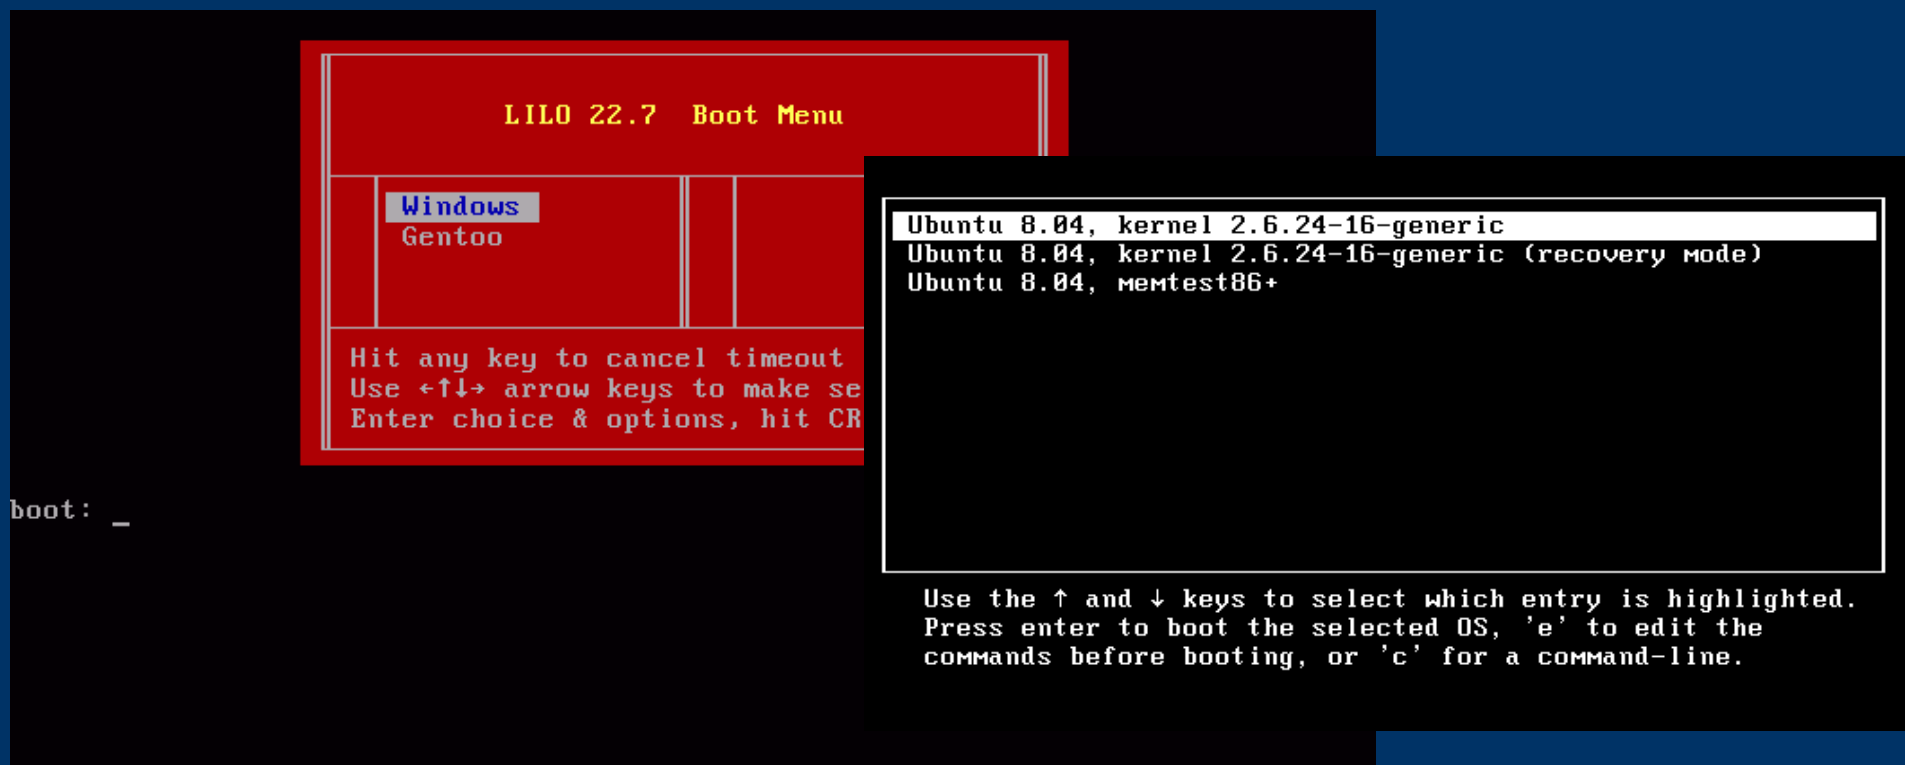 LILO 22.7  Boot Menu
Windows
Gentoo
Hit any key to cancel timeout
Use ←↑↓→ arrow keys to make se
Enter choice & options, hit CR
boot: _
Ubuntu 8.04, kernel 2.6.24-16-generic
Ubuntu 8.04, kernel 2.6.24-16-generic (recovery mode)
Ubuntu 8.04, memtest86+
Use the ↑ and ↓ keys to select which entry is highlighted.
Press enter to boot the selected OS, 'e' to edit the
commands before booting, or 'c' for a command-line.